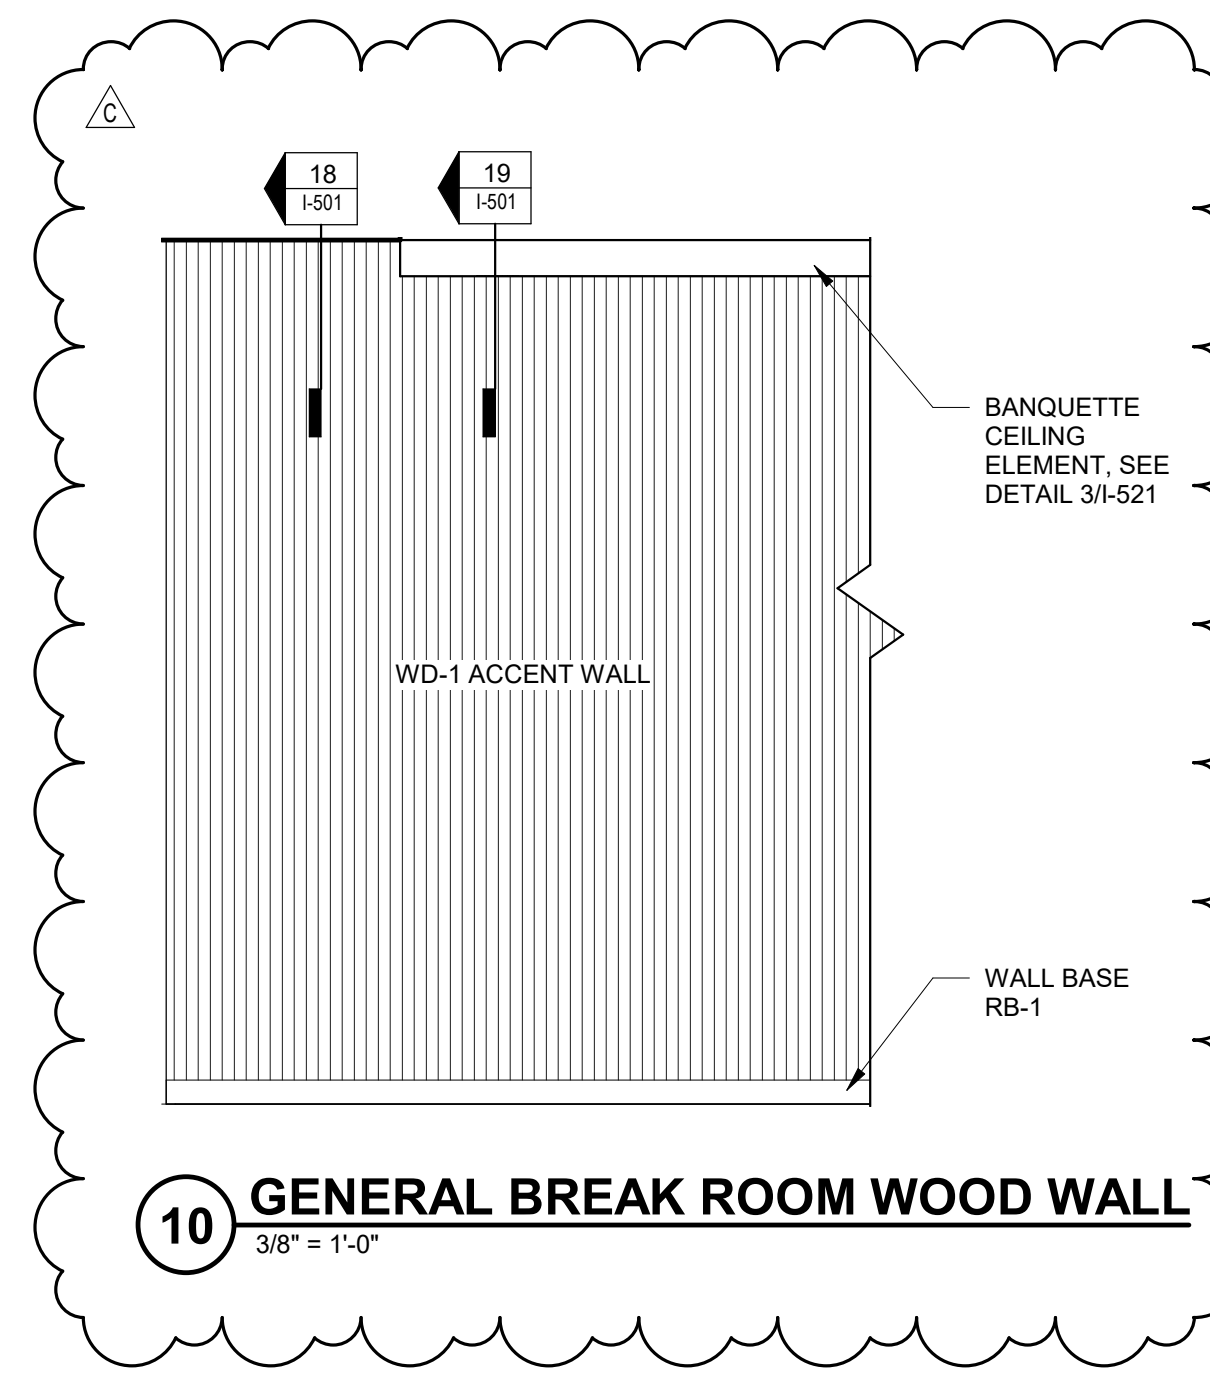 C
18
I-501
19
I-501
BANQUETTE
CEILING
ELEMENT, SEE
DETAIL 3/I-521
WD-1 ACCENT WALL
WALL BASE
RB-1
10
GENERAL BREAK ROOM WOOD WALL
3/8" = 1'-0"